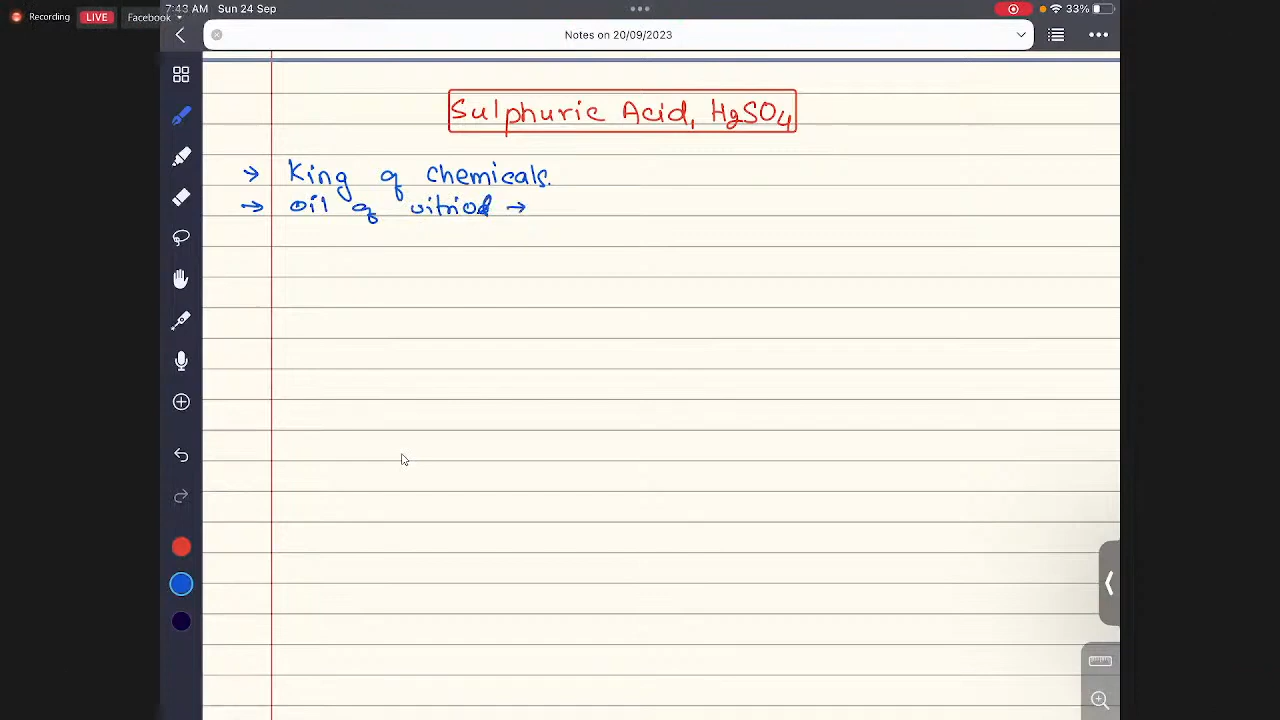 Recording LIVE Facebook
7:43 AM Sun 24 Sep
33%
Notes on 20/09/2023
Sulphuric Acid, H2SO4
→ King of chemicals.
→ oil of vitriol →